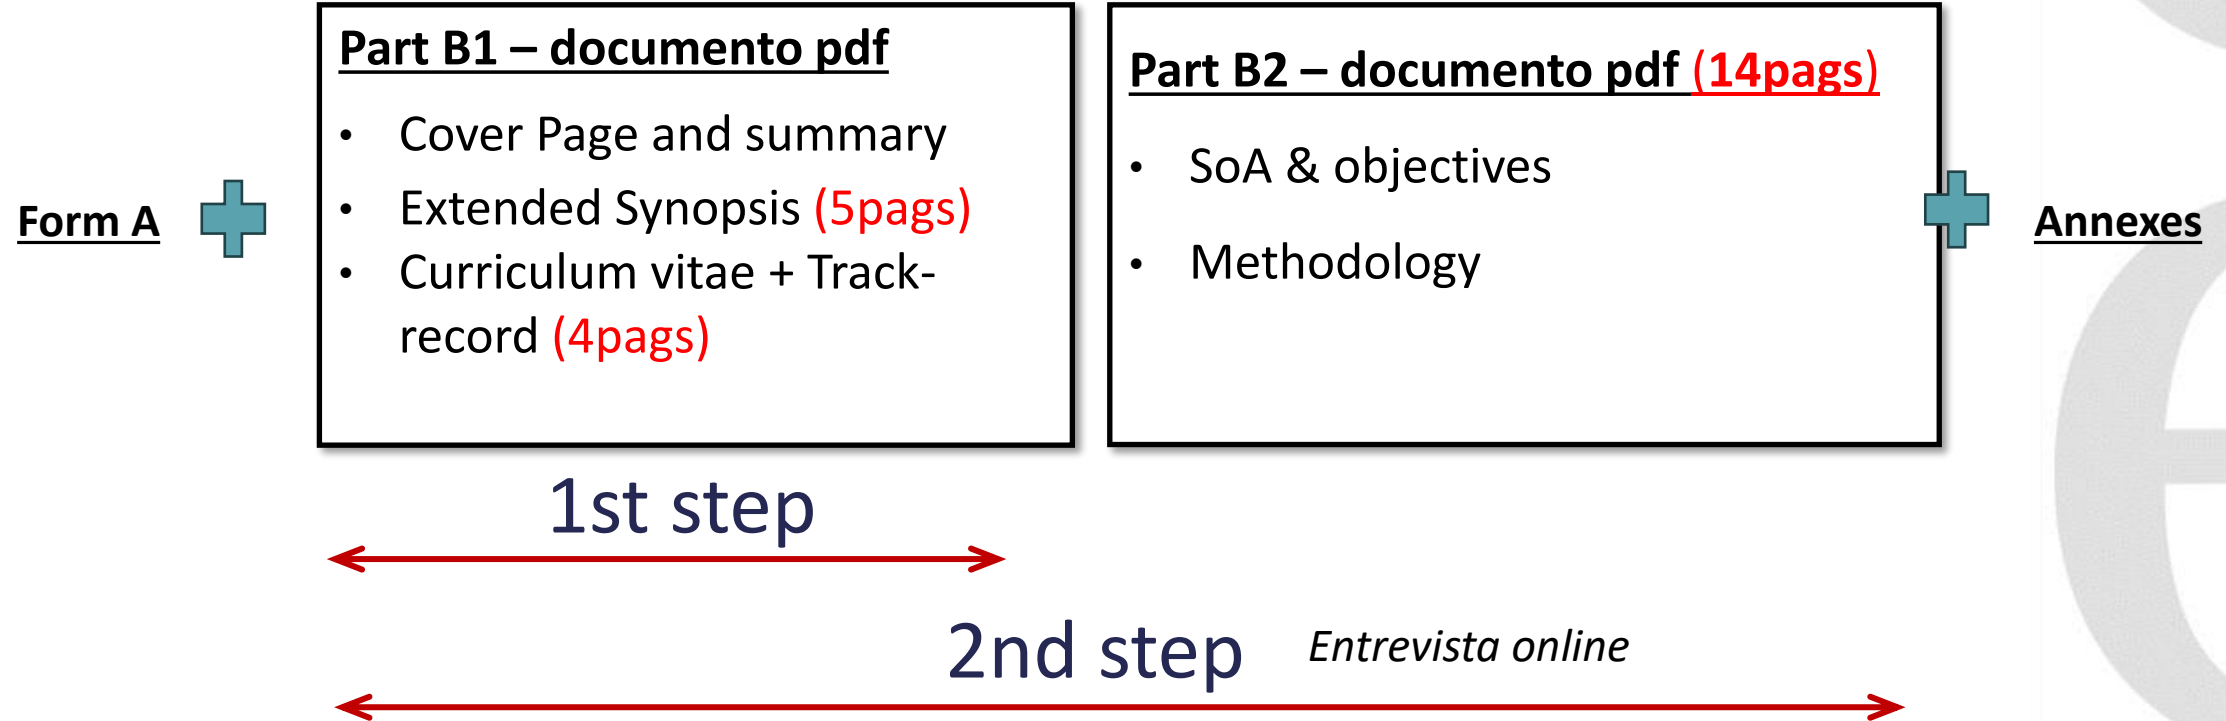 Form A
Part B1 – documento pdf
• Cover Page and summary
• Extended Synopsis (5pags)
• Curriculum vitae + Track-
record (4pags)
Part B2 – documento pdf (14pags)
• SoA & objectives
• Methodology
Annexes
1st step
2nd step
Entrevista online